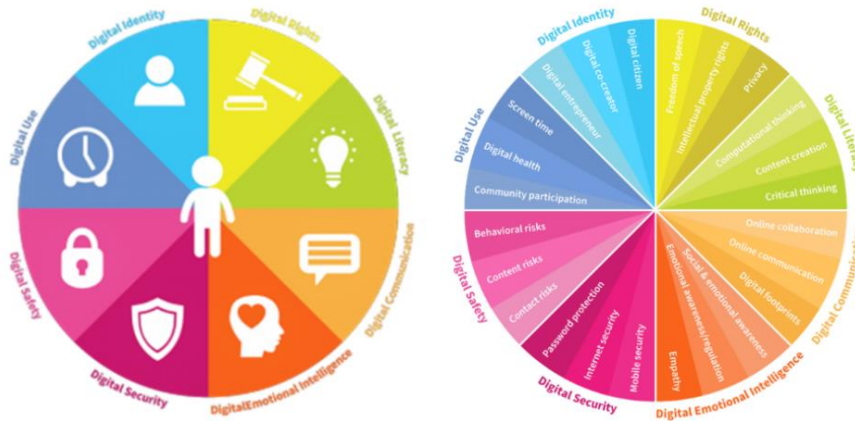 Digital Identity
Digital Rights
Digital Literacy
Digital Communication
DigitalEmotional Intelligence
Digital Security
Digital Safety
Digital Use
Digital Identity
Digital Rights
Digital Literacy
Digital Communication
Digital Emotional Intelligence
Digital Security
Digital Safety
Digital Use
Digital entrepreneur
Digital co-creator
Digital citizen
Freedom of speech
Intellectual property rights
Privacy
Computational thinking
Content creation
Critical thinking
Online collaboration
Online communication
Digital footprints
Social & emotional awareness
Emotional awareness/regulation
Empathy
Mobile security
Internet security
Password protection
Contact risks
Content risks
Behavioral risks
Community participation
Digital health
Screen time